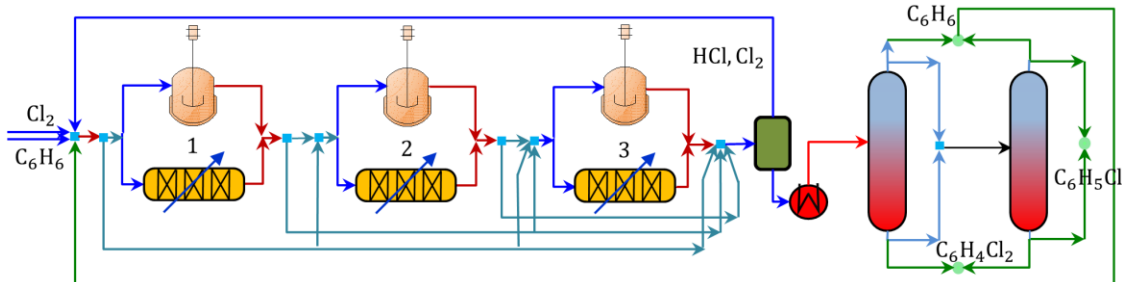 C₆H₆
HCl, Cl₂
Cl₂
C₆H₆
1
2
3
C₆H₅Cl
C₆H₄Cl₂